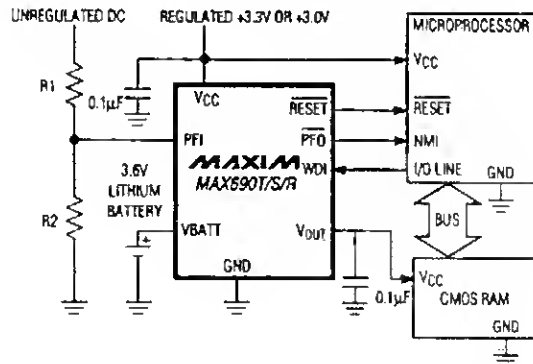 UNREGULATED DC
REGULATED +3.3V OR +3.0V
MICROPROCESSOR
R1
0.1µF
VCC
VCC
RESET
RESET
PFI
PFO
NMI
MAXIM
MAX690T/S/R
WDI
I/O LINE
3.6V
LITHIUM
BATTERY
GND
R2
BUS
VBATT
VOUT
GND
0.1µF
VCC
CMOS RAM
GND